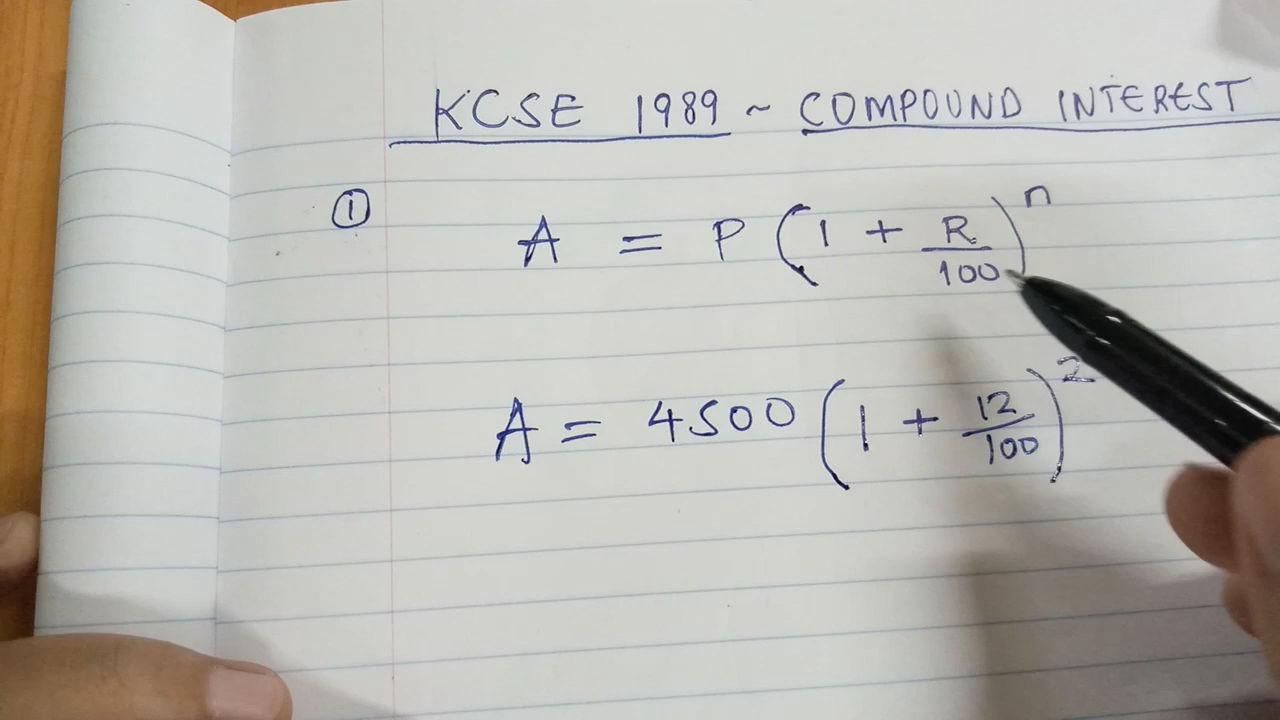 KCSE 1989 ~ COMPOUND INTEREST
① A = P (1 + R/100)^n
A = 4500 (1 + 12/100)^2